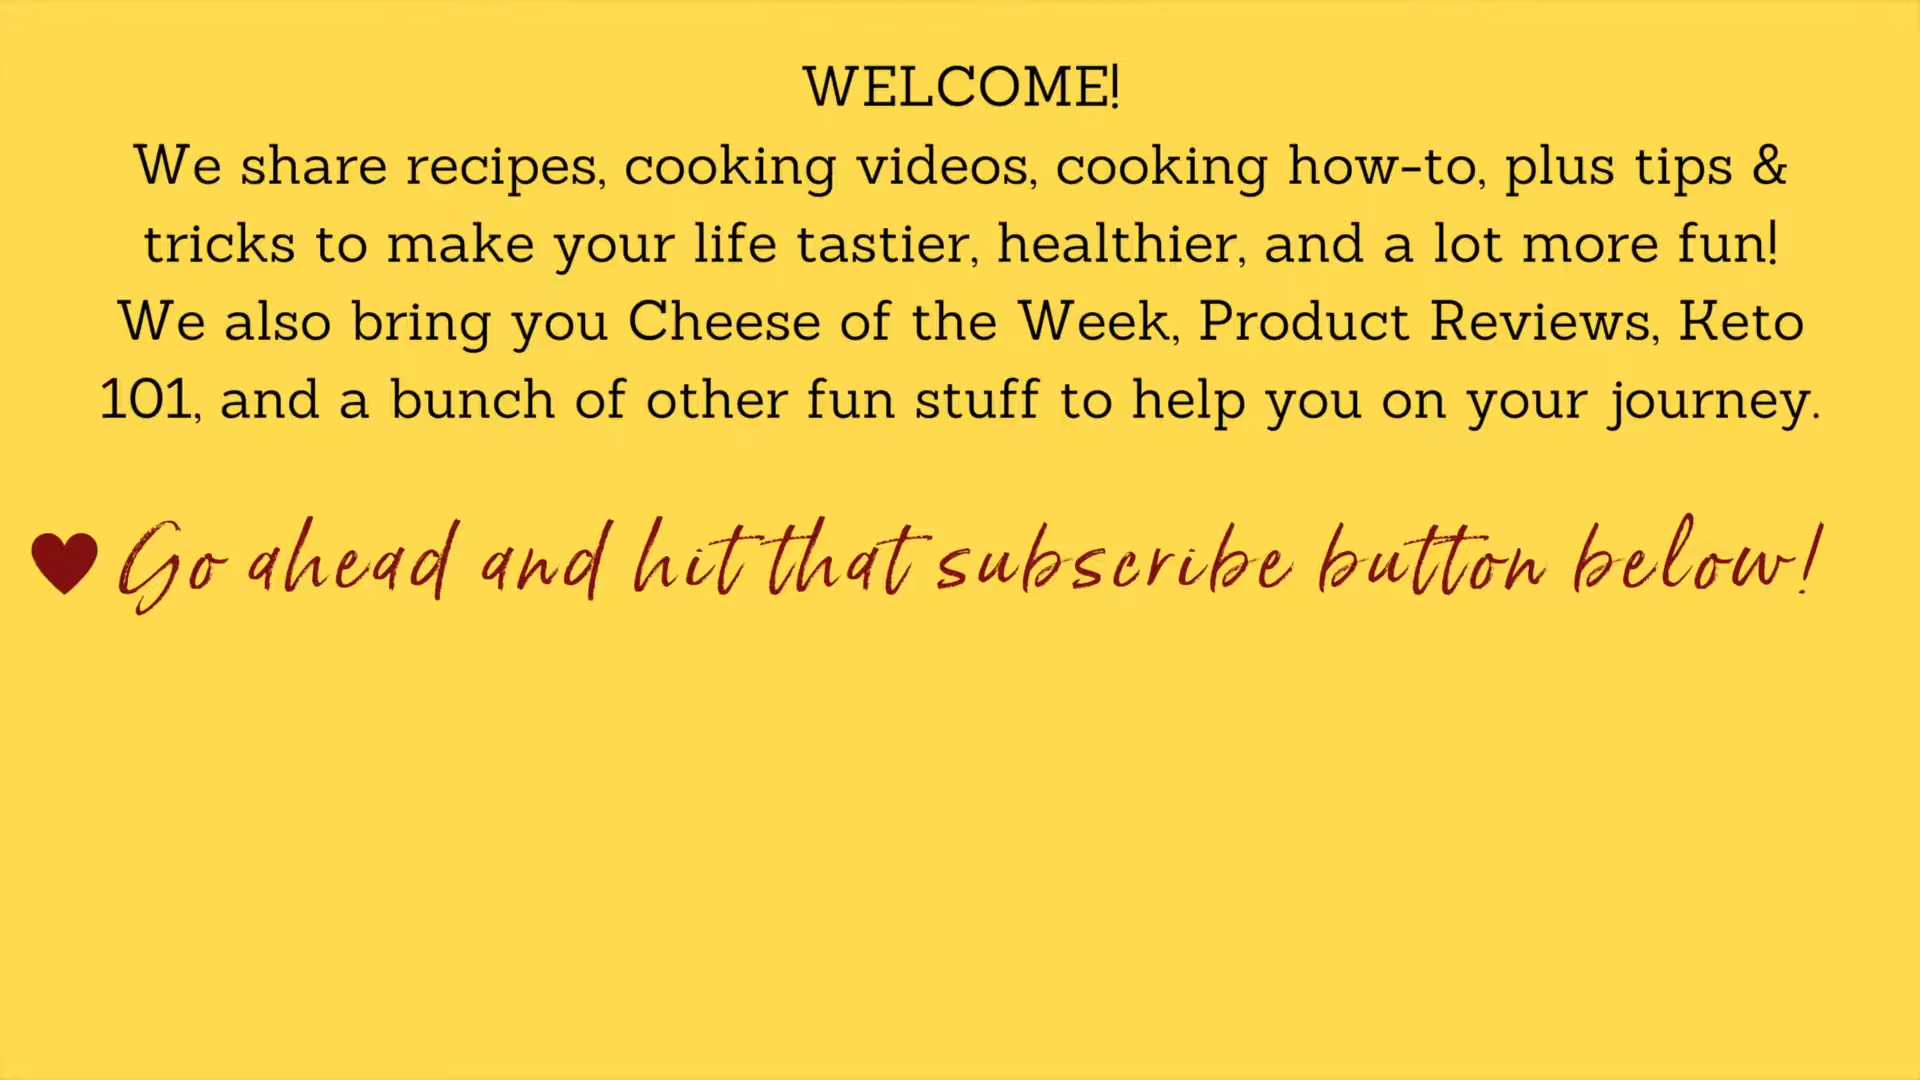 WELCOME!
We share recipes, cooking videos, cooking how-to, plus tips &
tricks to make your life tastier, healthier, and a lot more fun!
We also bring you Cheese of the Week, Product Reviews, Keto
101, and a bunch of other fun stuff to help you on your journey.
Go ahead and hit that subscribe button below!